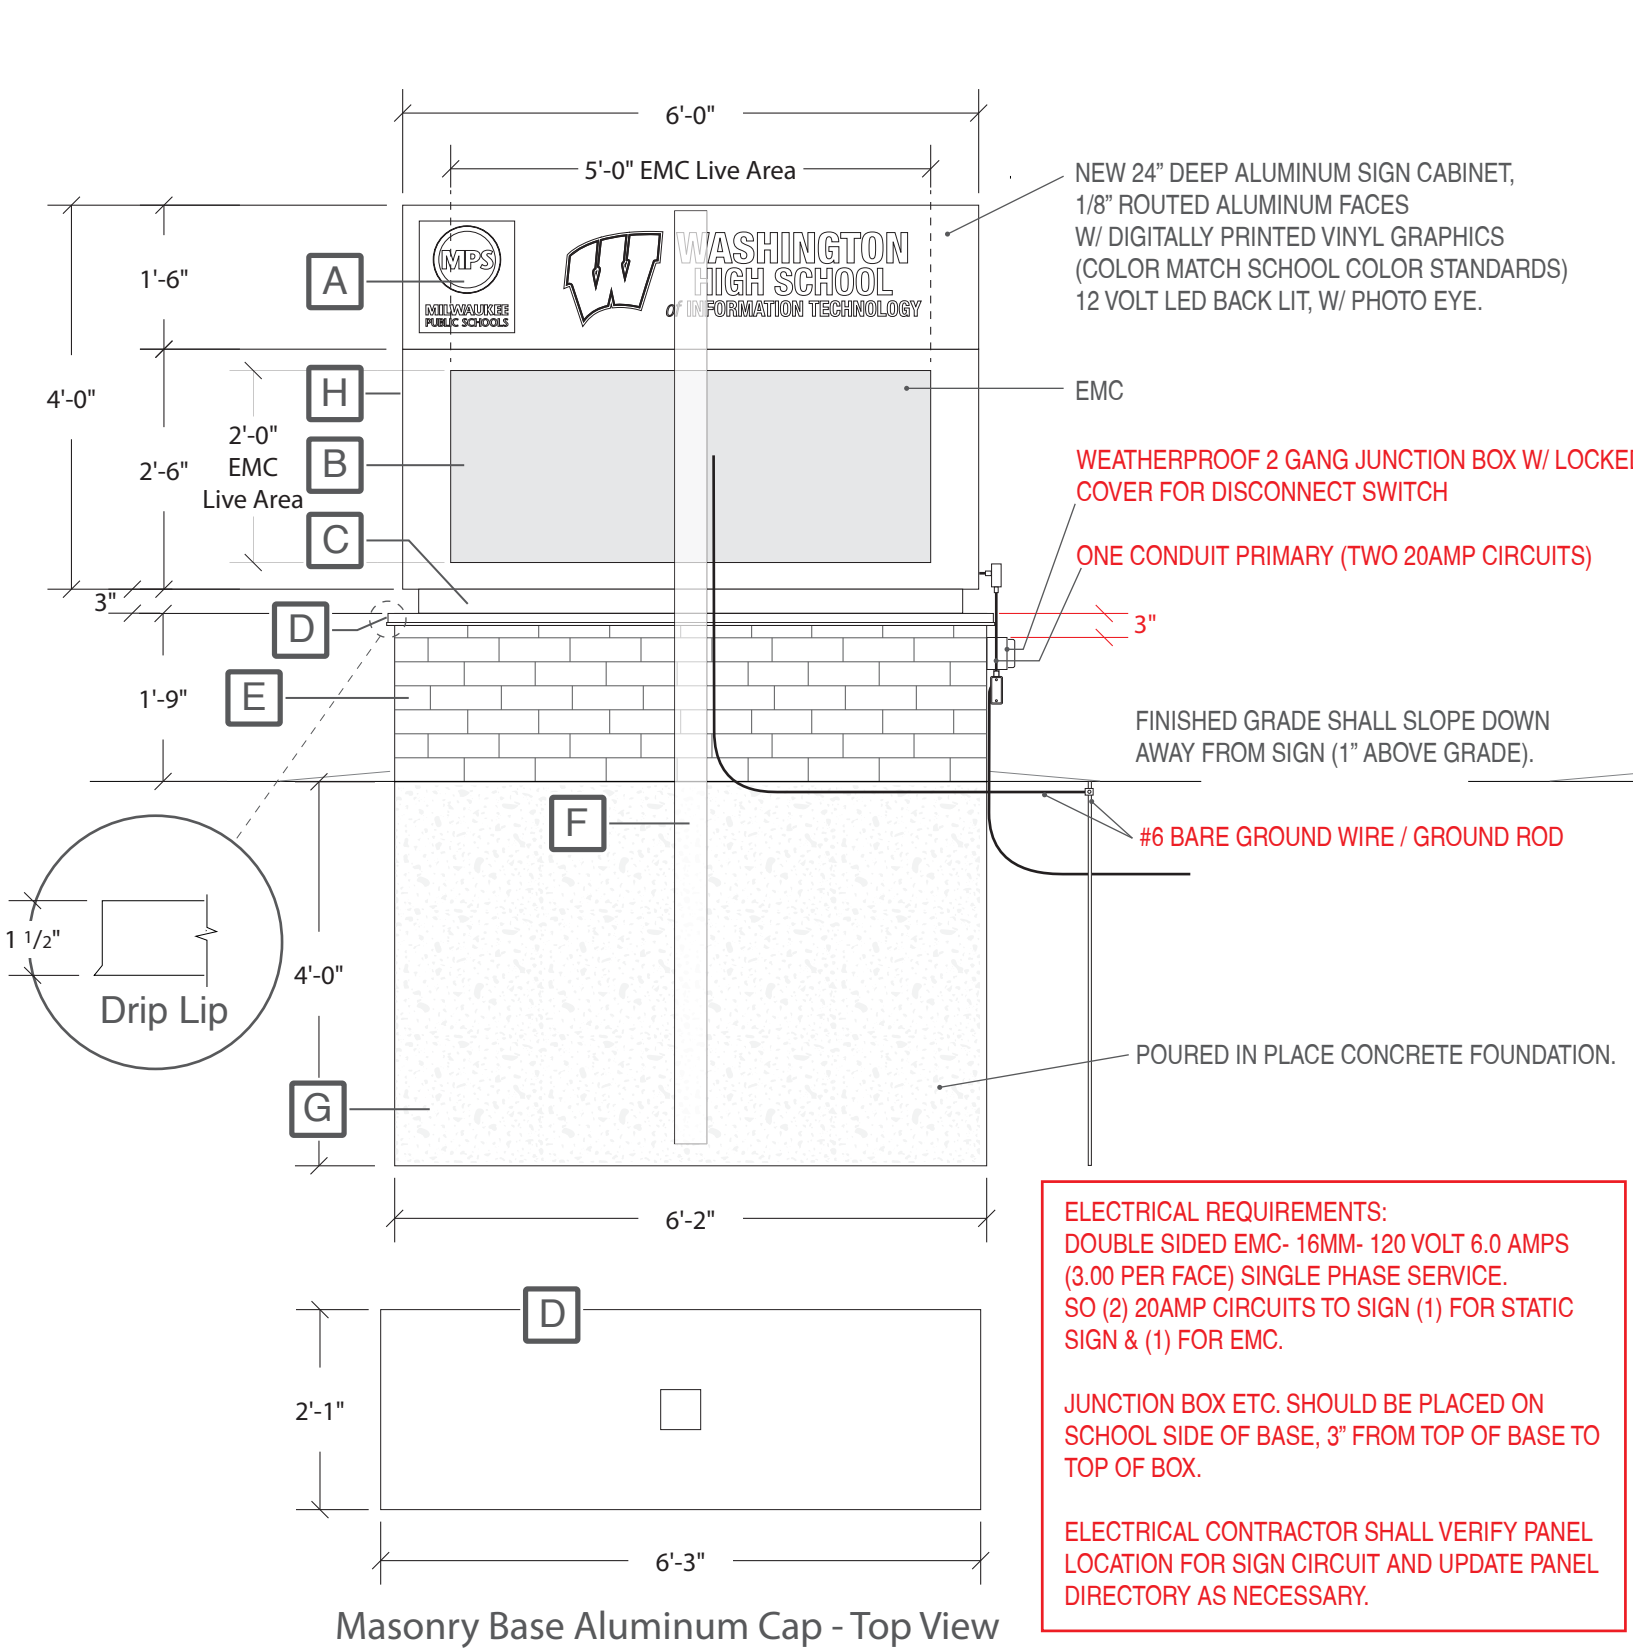 6'-0"
5'-0" EMC Live Area
NEW 24” DEEP ALUMINUM SIGN CABINET,
1/8” ROUTED ALUMINUM FACES
W/ DIGITALLY PRINTED VINYL GRAPHICS
(COLOR MATCH SCHOOL COLOR STANDARDS)
12 VOLT LED BACK LIT, W/ PHOTO EYE.
MPS
MILWAUKEE
PUBLIC SCHOOLS
W
WASHINGTON
HIGH SCHOOL
of INFORMATION TECHNOLOGY
1'-6"
A
4'-0"
H
EMC
2'-0"
EMC
Live Area
2'-6"
B
WEATHERPROOF 2 GANG JUNCTION BOX W/ LOCKED
COVER FOR DISCONNECT SWITCH
C
ONE CONDUIT PRIMARY (TWO 20AMP CIRCUITS)
3"
D
3"
1'-9"
E
FINISHED GRADE SHALL SLOPE DOWN
AWAY FROM SIGN (1” ABOVE GRADE).
F
#6 BARE GROUND WIRE / GROUND ROD
1 1/2"
Drip Lip
4'-0"
POURED IN PLACE CONCRETE FOUNDATION.
G
6'-2"
ELECTRICAL REQUIREMENTS:
DOUBLE SIDED EMC- 16MM- 120 VOLT 6.0 AMPS
(3.00 PER FACE) SINGLE PHASE SERVICE.
SO (2) 20AMP CIRCUITS TO SIGN (1) FOR STATIC
SIGN & (1) FOR EMC.
JUNCTION BOX ETC. SHOULD BE PLACED ON
SCHOOL SIDE OF BASE, 3” FROM TOP OF BASE TO
TOP OF BOX.
ELECTRICAL CONTRACTOR SHALL VERIFY PANEL
LOCATION FOR SIGN CIRCUIT AND UPDATE PANEL
DIRECTORY AS NECESSARY.
D
2'-1"
6'-3"
Masonry Base Aluminum Cap - Top View